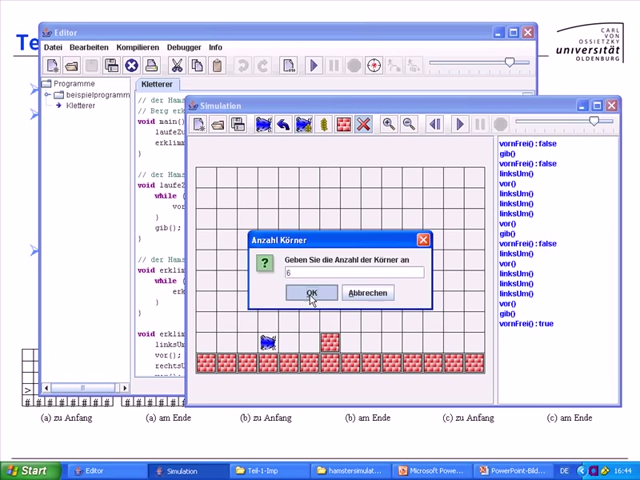 Te
CARL
VON
OSSIETZKY
universität
OLDENBURG
Editor
Datei Bearbeiten Kompilieren Debugger Info
Programme
beispielprogramm
Kletterer
Kletterer
// der Hams
// Berg erk
void main()
laufeZu
erklimm
}
// der Hams
void laufeZ
while (
vor
gib();
}
// der Hams
void erklim
while (
erk
}
void erklim
linksUm
vor();
rechtsU
Simulation
vornFrei() : false
gib()
vornFrei() : false
linksUm()
vor()
linksUm()
linksUm()
linksUm()
vor()
gib()
vornFrei() : false
linksUm()
vor()
linksUm()
linksUm()
linksUm()
vor()
gib()
vornFrei() : true
Anzahl Körner
?
Geben Sie die Anzahl der Körner an
6
OK
Abbrechen
(a) zu Anfang (a) am Ende (b) zu Anfang (b) am Ende (c) zu Anfang (c) am Ende
Start Editor Simulation Teil-1-Imp hamstersimulat... Microsoft Powe... PowerPoint-Bild... DE 16:44